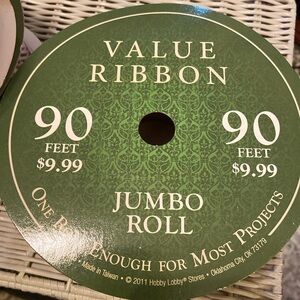 VALUE
RIBBON
90
FEET
$9.99
90
FEET
$9.99
JUMBO
ROLL
ONE ENOUGH FOR MOST PROJECTS
Made in Taiwan • © 2011 Hobby Lobby® Stores • Oklahoma City, OK 73179